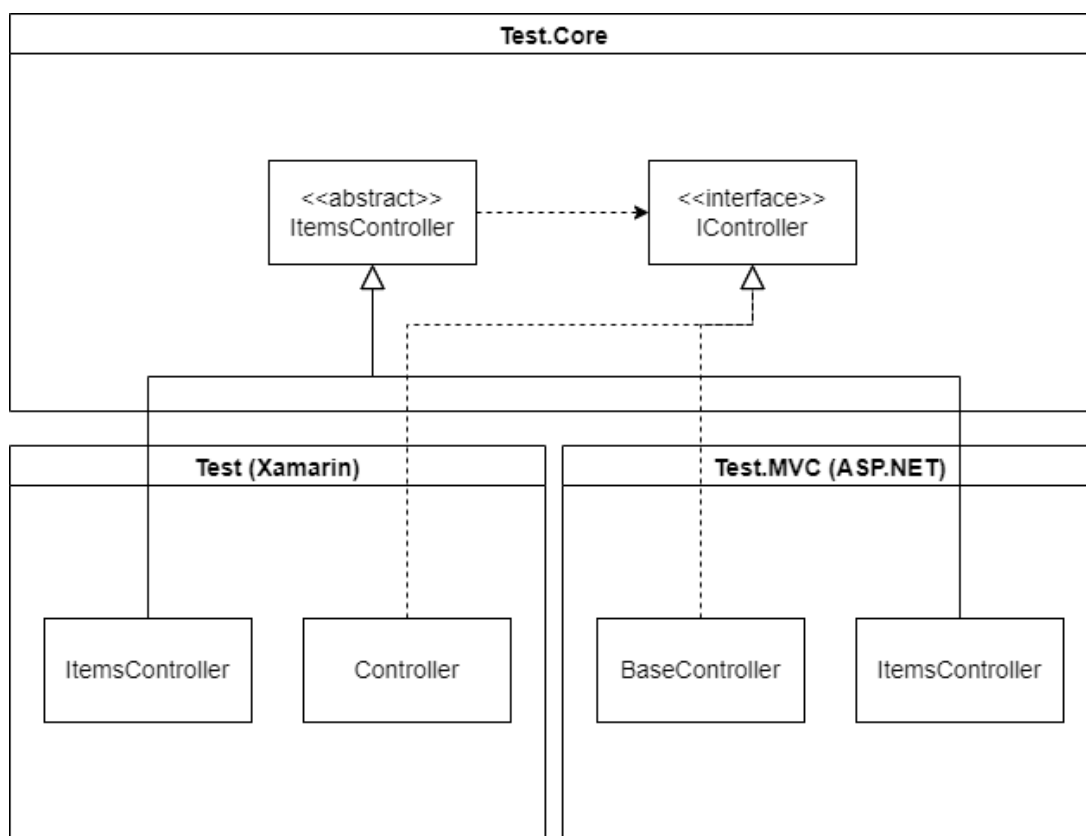 Test.Core
<<abstract>>
ItemsController
<<interface>>
IController
Test (Xamarin)
Test.MVC (ASP.NET)
ItemsController
Controller
BaseController
ItemsController